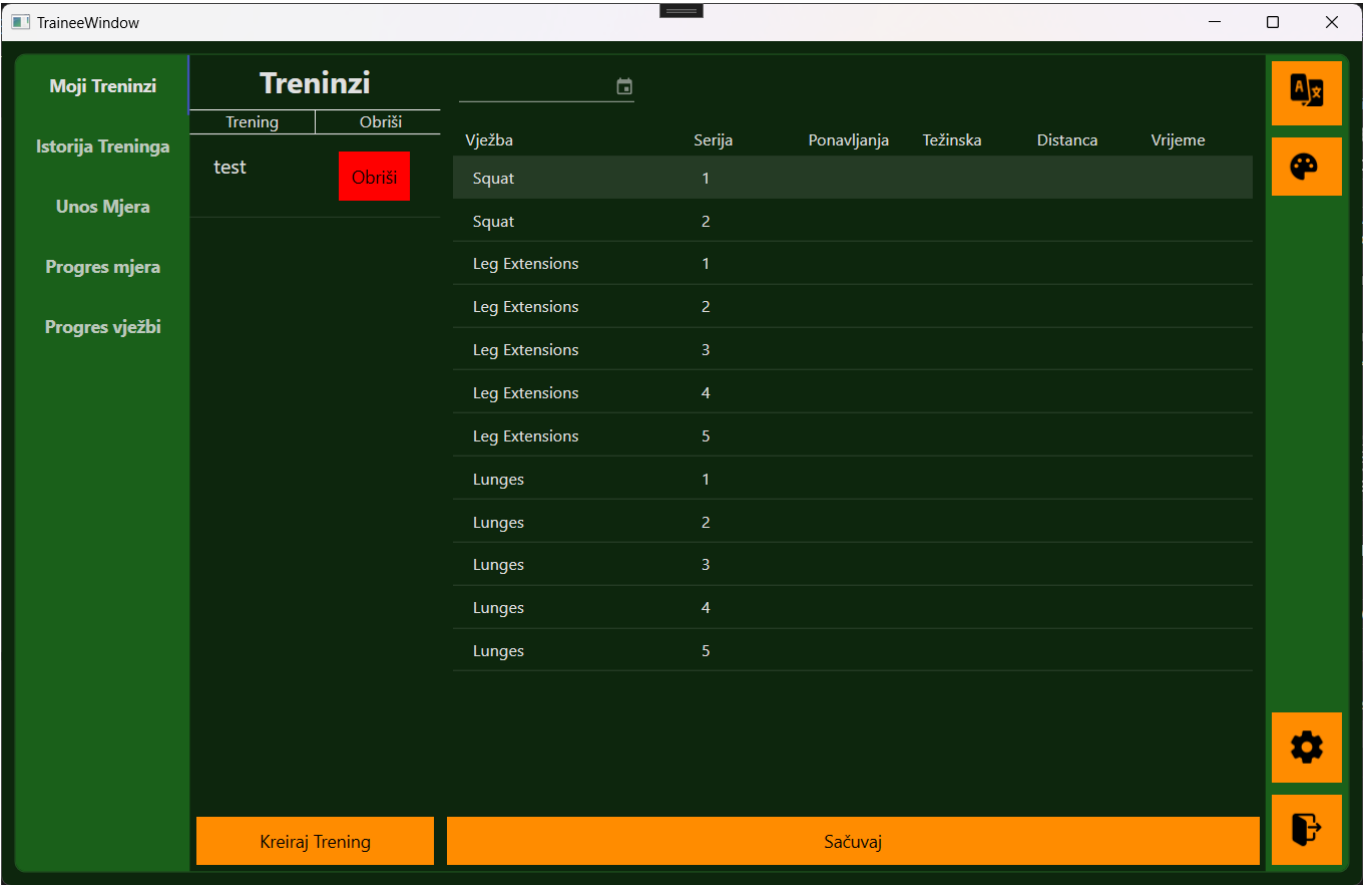 TraineeWindow
Moji Treninzi
Istorija Treninga
Unos Mjera
Progres mjera
Progres vježbi
Treninzi
Trening Obriši
test Obriši
Kreiraj Trening
Vježba Serija Ponavljanja Težinska Distanca Vrijeme
Squat 1
Squat 2
Leg Extensions 1
Leg Extensions 2
Leg Extensions 3
Leg Extensions 4
Leg Extensions 5
Lunges 1
Lunges 2
Lunges 3
Lunges 4
Lunges 5
Sačuvaj
A